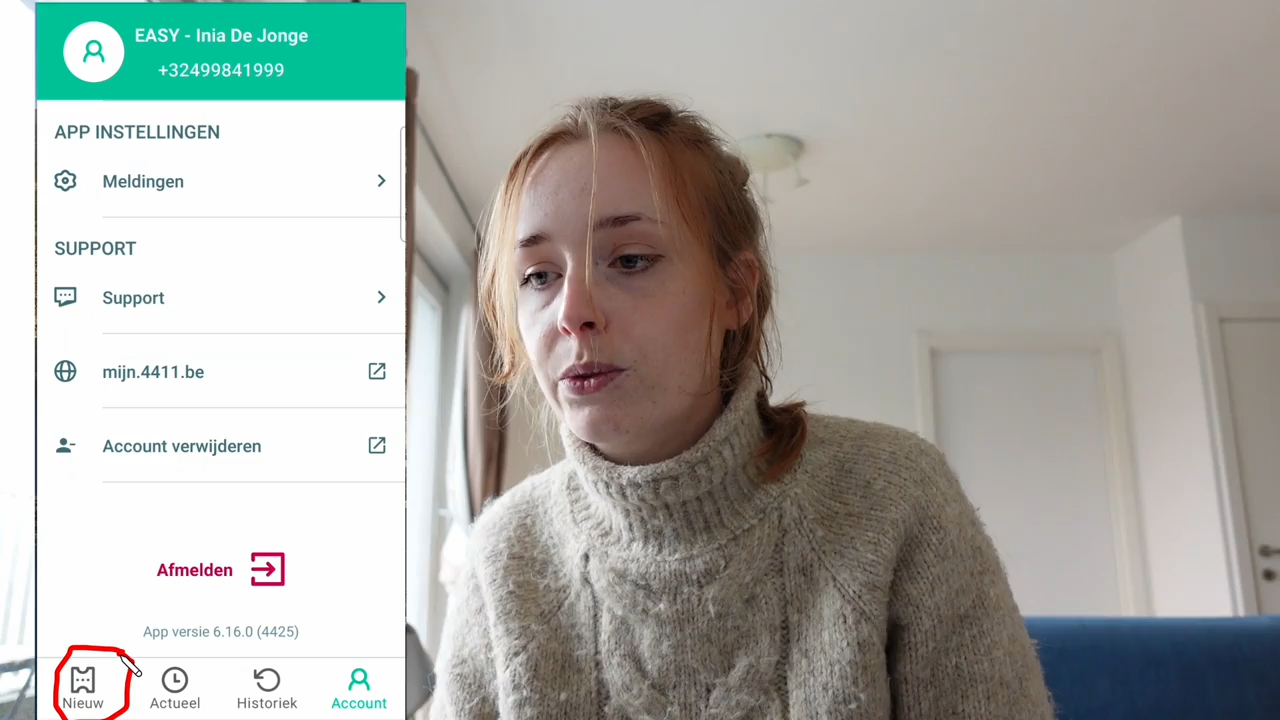 EASY - Inia De Jonge
+32499841999
APP INSTELLINGEN
Meldingen
SUPPORT
Support
mijn.4411.be
Account verwijderen
Afmelden
App versie 6.16.0 (4425)
Nieuw
Actueel
Historiek
Account